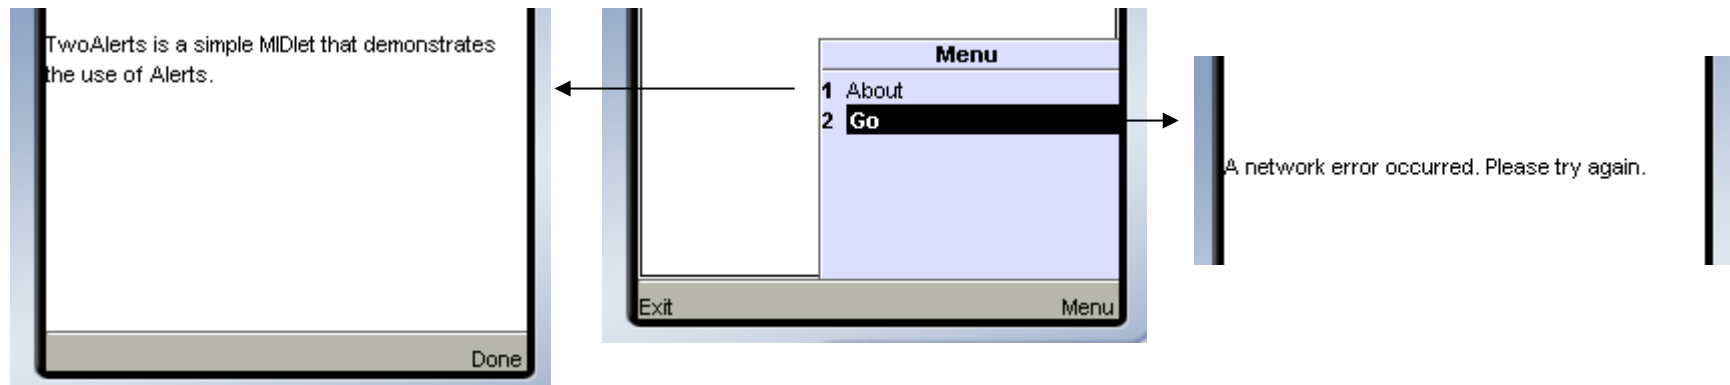 TwoAlerts is a simple MIDlet that demonstrates
the use of Alerts.
Done
Menu
1 About
2 Go
Exit
Menu
A network error occurred. Please try again.